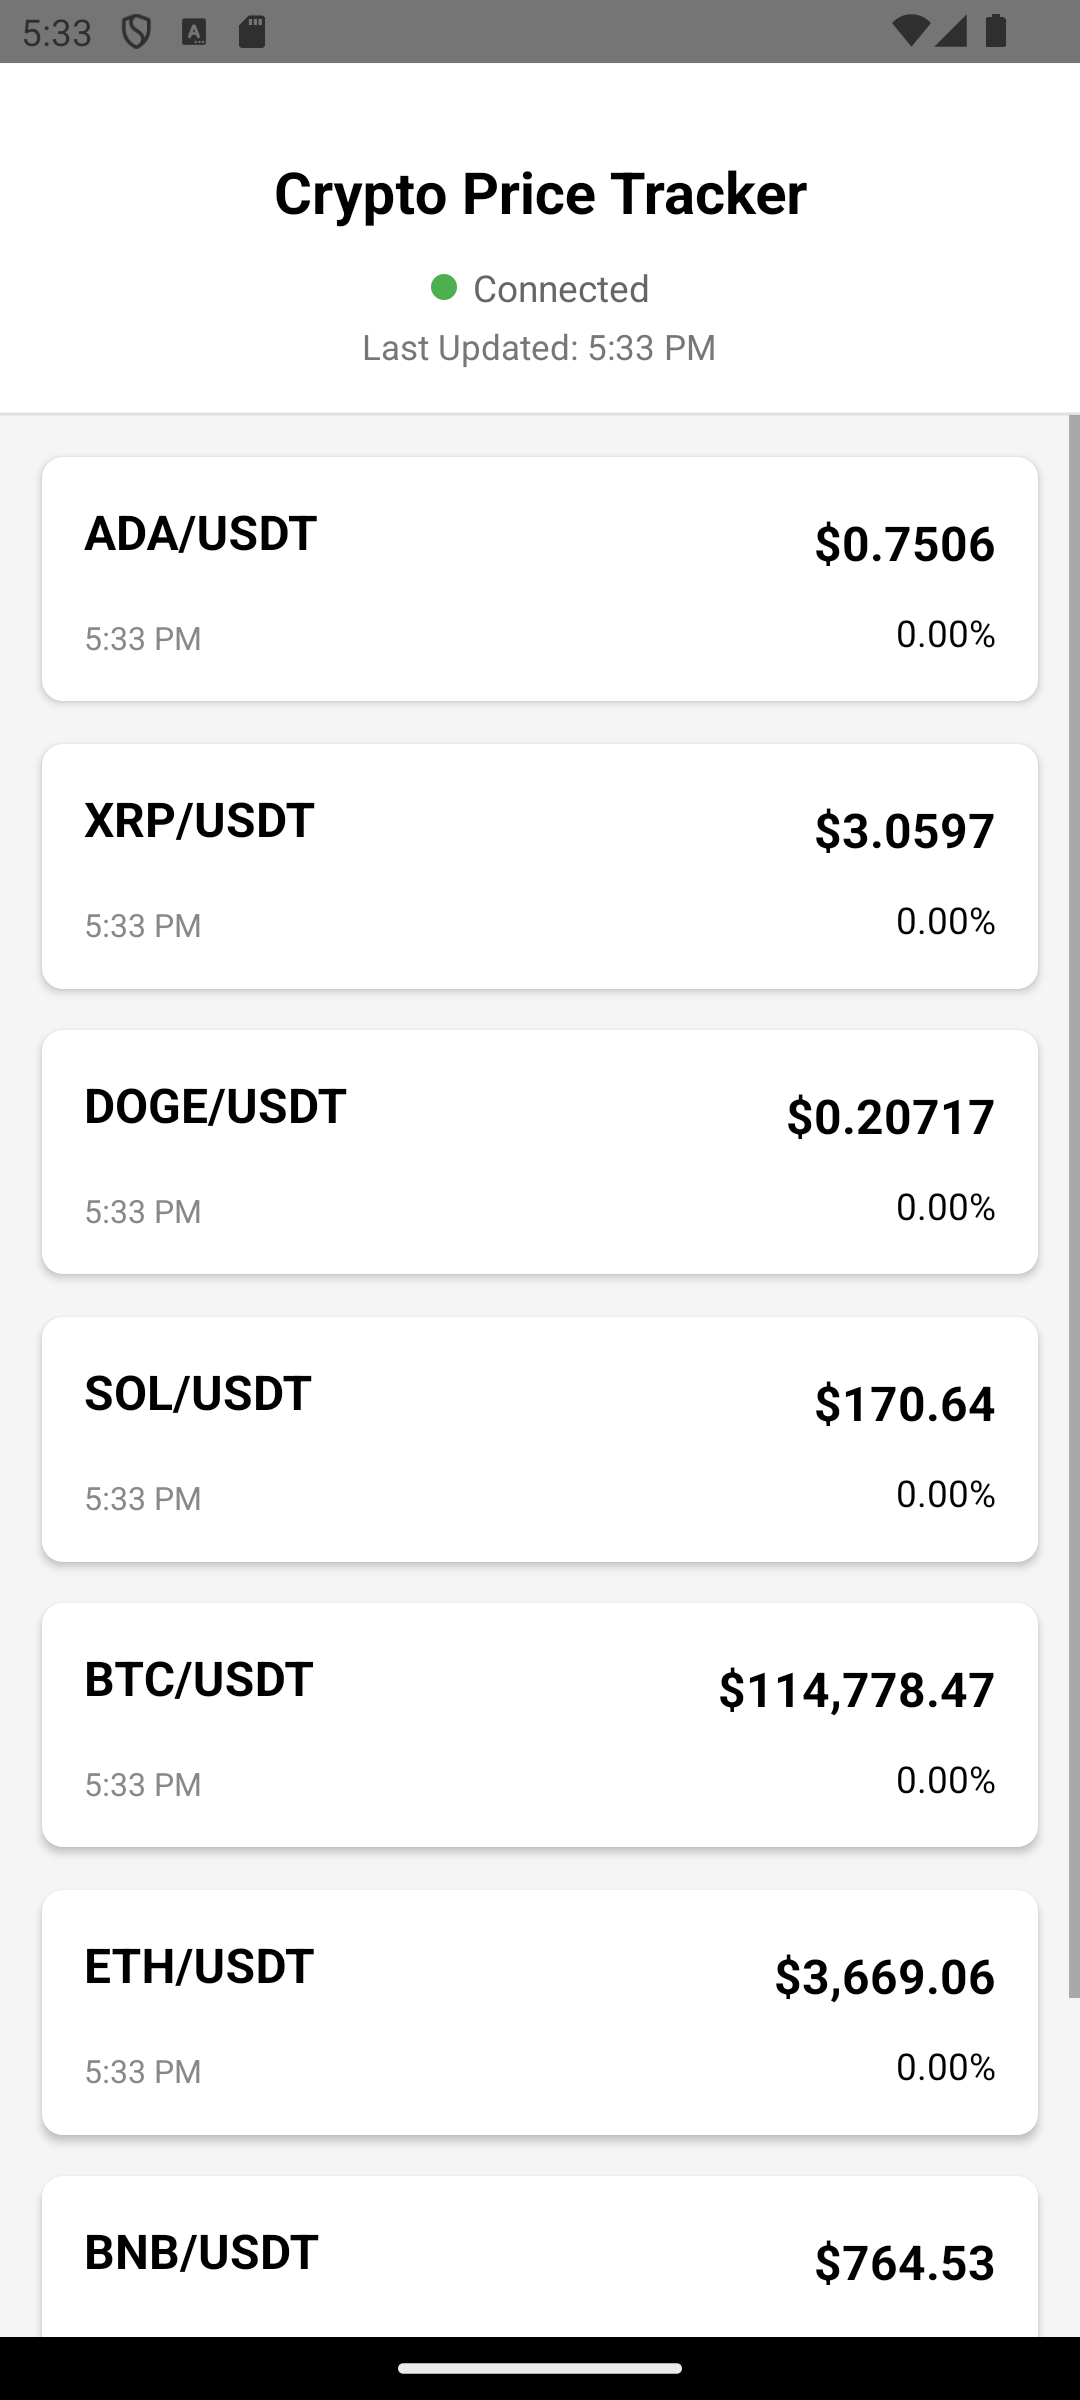 5:33
Crypto Price Tracker
Connected
Last Updated: 5:33 PM
ADA/USDT
$0.7506
5:33 PM
0.00%
XRP/USDT
$3.0597
5:33 PM
0.00%
DOGE/USDT
$0.20717
5:33 PM
0.00%
SOL/USDT
$170.64
5:33 PM
0.00%
BTC/USDT
$114,778.47
5:33 PM
0.00%
ETH/USDT
$3,669.06
5:33 PM
0.00%
BNB/USDT
$764.53